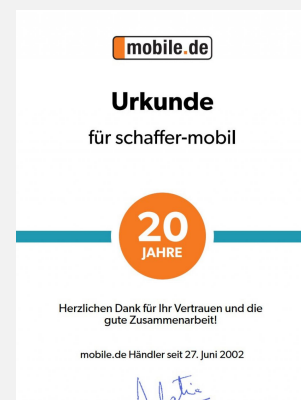 mobile.de
Urkunde
für schaffer-mobil
20
JAHRE
Herzlichen Dank für Ihr Vertrauen und die
gute Zusammenarbeit!
mobile.de Händler seit 27. Juni 2002